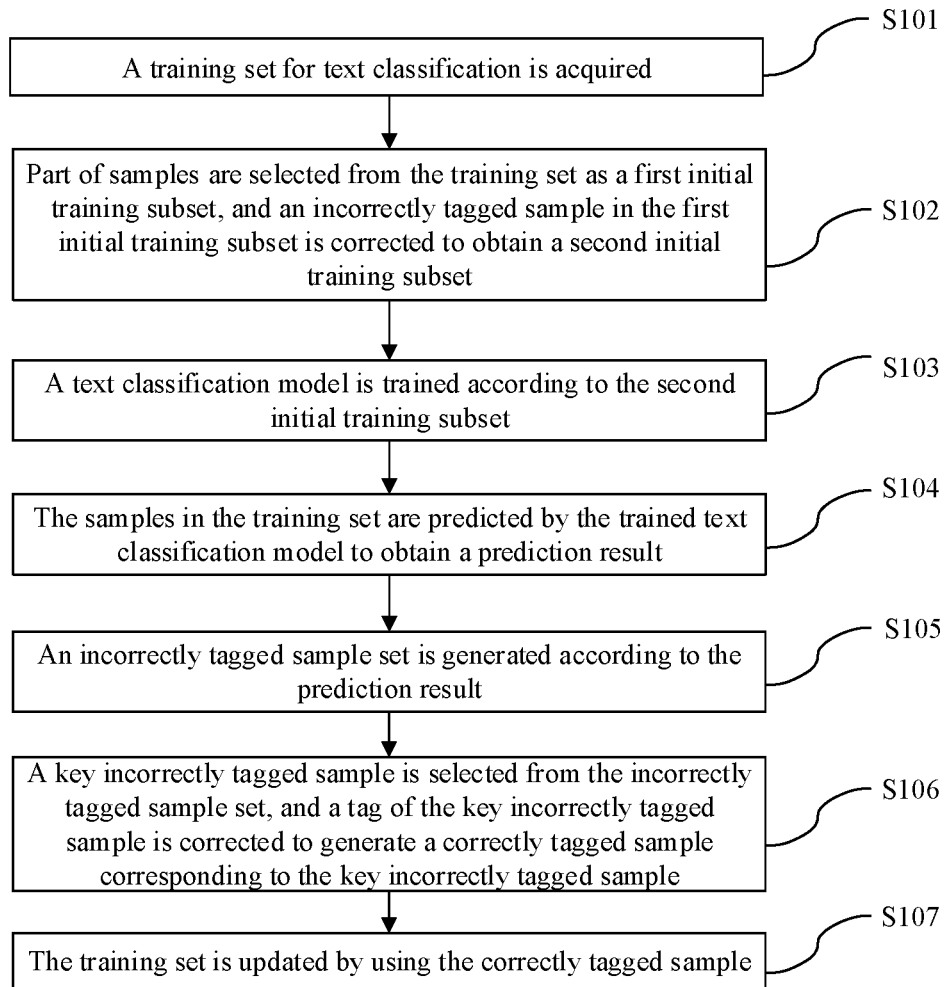 S101
A training set for text classification is acquired
Part of samples are selected from the training set as a first initial
training subset, and an incorrectly tagged sample in the first
initial training subset is corrected to obtain a second initial
training subset
S102
A text classification model is trained according to the second
initial training subset
S103
The samples in the training set are predicted by the trained text
classification model to obtain a prediction result
S104
An incorrectly tagged sample set is generated according to the
prediction result
S105
A key incorrectly tagged sample is selected from the incorrectly
tagged sample set, and a tag of the key incorrectly tagged
sample is corrected to generate a correctly tagged sample
corresponding to the key incorrectly tagged sample
S106
The training set is updated by using the correctly tagged sample
S107